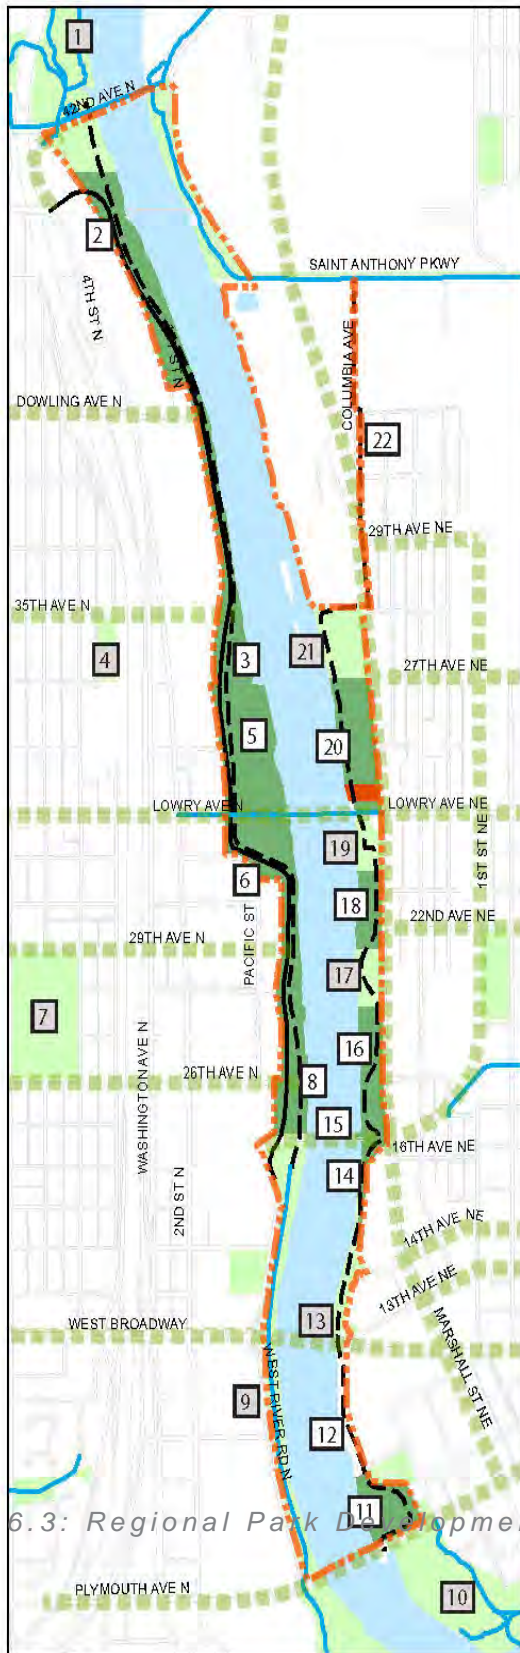 1
42ND AVE N
2
SAINT ANTHONY PKWY
4TH ST N
ST N
COLUMBIA AVE
DOWLING AVE N
22
29TH AVE NE
35TH AVE N
21
3
4
27TH AVE NE
5
20
LOWRY AVE N
LOWRY AVE NE
19
6
1ST ST NE
18
PACIFIC ST
22ND AVE NE
29TH AVE N
17
7
16
26TH AVE N
8
WASHINGTON AVE N
15
16TH AVE NE
14
2ND ST N
14TH AVE NE
13TH AVE NE
13
WEST BROADWAY
MARSHALL ST NE
9
WEST RIVER RD N
12
11
6.3: Regional Park Developme
PLYMOUTH AVE N
10